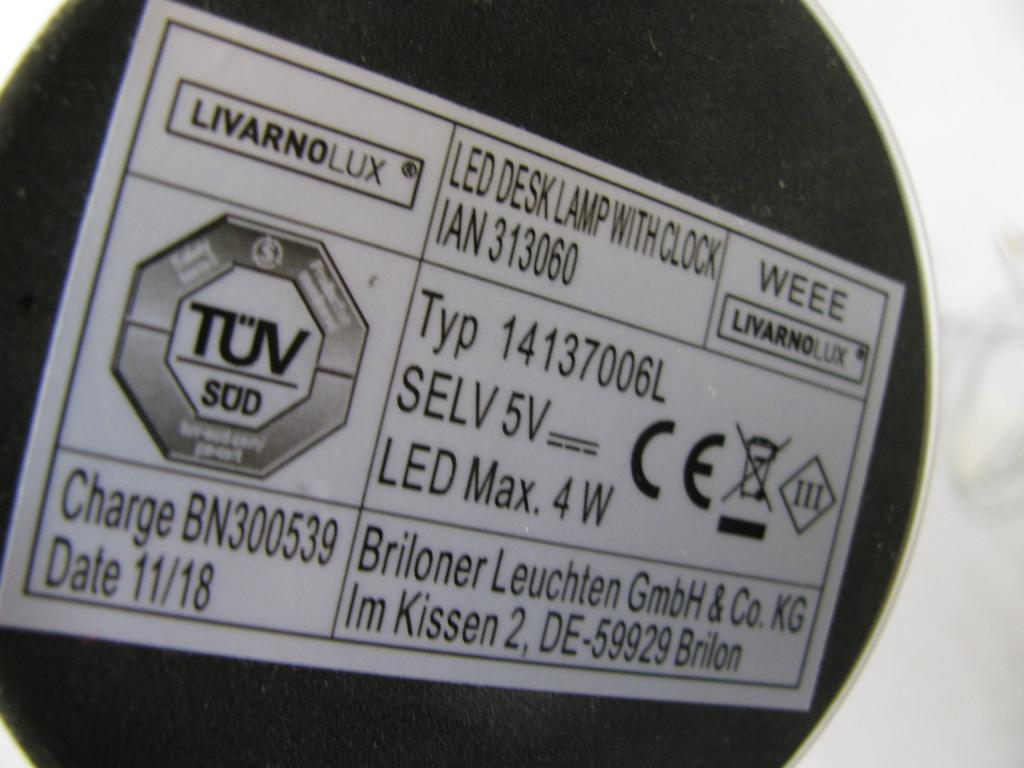 LIVARNOLUX ®
LED DESK LAMP WITH CLOCK
IAN 313060
WEEE
LIVARNOLUX ®
TÜV
SÜD
Typ 14137006L
SELV 5V
LED Max. 4 W
CE
III
Charge BN300539
Date 11/18
Briloner Leuchten GmbH & Co. KG
Im Kissen 2, DE-59929 Brilon